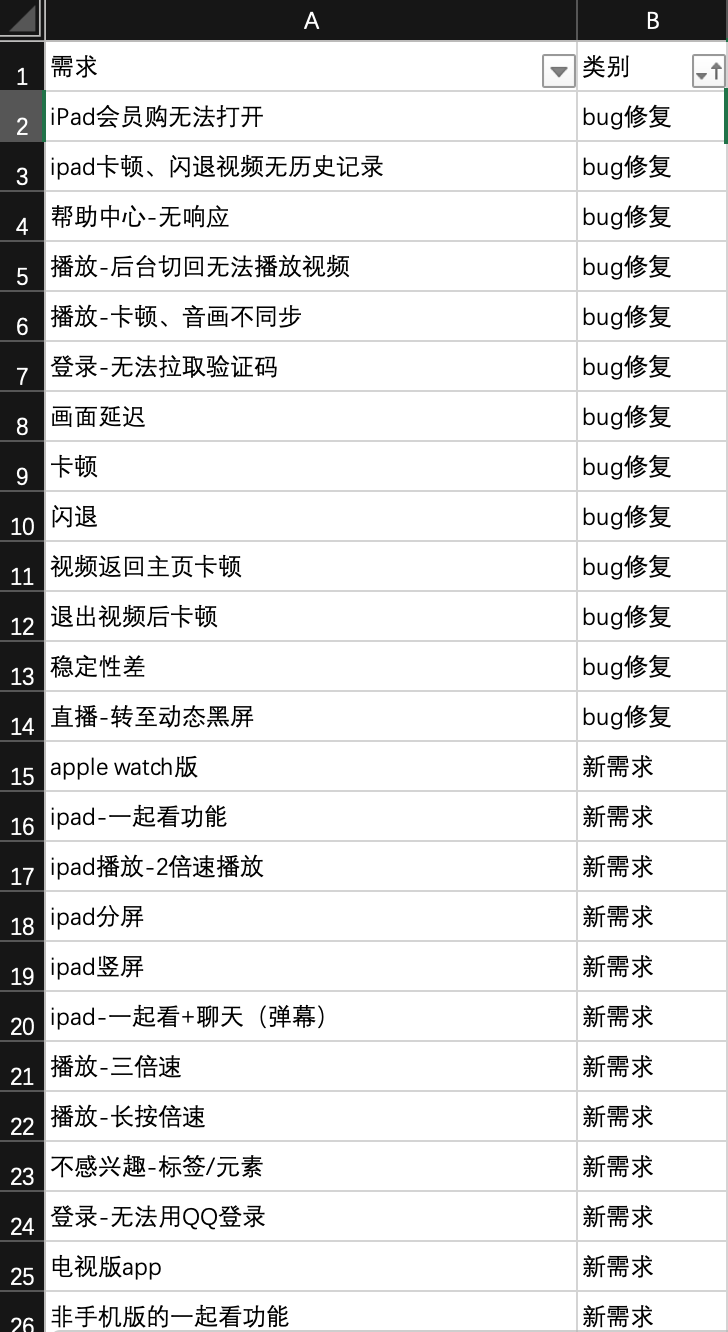 A B
1 需求 类别
2 iPad会员购无法打开 bug修复
3 ipad卡顿、闪退视频无历史记录 bug修复
4 帮助中心-无响应 bug修复
5 播放-后台切回无法播放视频 bug修复
6 播放-卡顿、音画不同步 bug修复
7 登录-无法拉取验证码 bug修复
8 画面延迟 bug修复
9 卡顿 bug修复
10 闪退 bug修复
11 视频返回主页卡顿 bug修复
12 退出视频后卡顿 bug修复
13 稳定性差 bug修复
14 直播-转至动态黑屏 bug修复
15 apple watch版 新需求
16 ipad-一起看功能 新需求
17 ipad播放-2倍速播放 新需求
18 ipad分屏 新需求
19 ipad竖屏 新需求
20 ipad-一起看+聊天（弹幕） 新需求
21 播放-三倍速 新需求
22 播放-长按倍速 新需求
23 不感兴趣-标签/元素 新需求
24 登录-无法用QQ登录 新需求
25 电视版app 新需求
26 非手机版的一起看功能 新需求